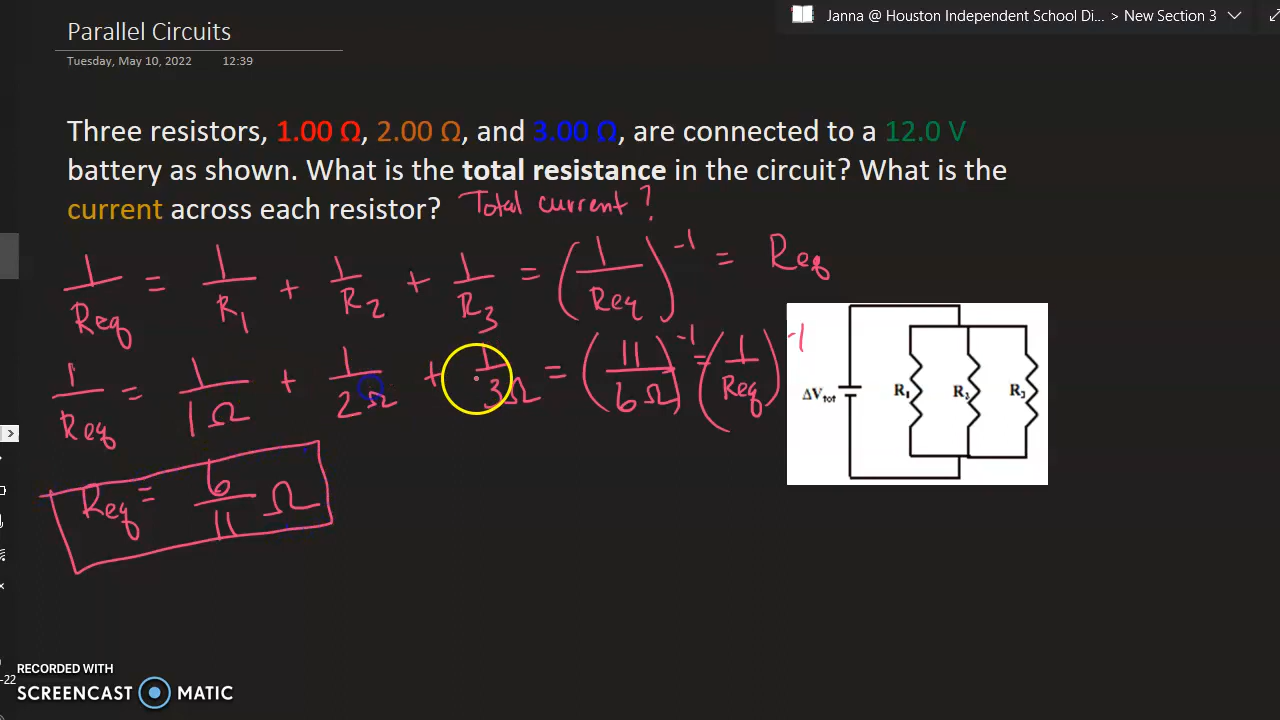 Janna @ Houston Independent School Di... > New Section 3
Parallel Circuits
Tuesday, May 10, 2022 12:39
Three resistors, 1.00 Ω, 2.00 Ω, and 3.00 Ω, are connected to a 12.0 V
battery as shown. What is the total resistance in the circuit? What is the
current across each resistor? Total current?
1/Req = 1/R₁ + 1/R₂ + 1/R₃ = (1/Req)⁻¹ = Req
1/Req = 1/1Ω + 1/2Ω + 1/3Ω = (11/6Ω)⁻¹ = (1/Req)⁻¹
Req = 6/11 Ω
ΔVtot R₁ R₂ R₃
RECORDED WITH
SCREENCAST MATIC
-22